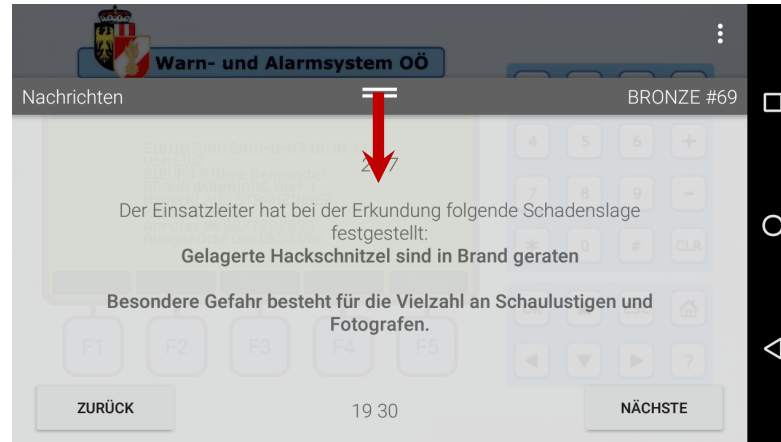 Warn- und Alarmsystem OÖ
Nachrichten
BRONZE #69
4 5 6 +
7 8 9 -
* 0 # CLR
Der Einsatzleiter hat bei der Erkundung folgende Schadenslage
festgestellt:
Gelagerte Hackschnitzel sind in Brand geraten
Besondere Gefahr besteht für die Vielzahl an Schaulustigen und
Fotografen.
F1 F2 F3 F4 F5
?
ZURÜCK
19 30
NÄCHSTE